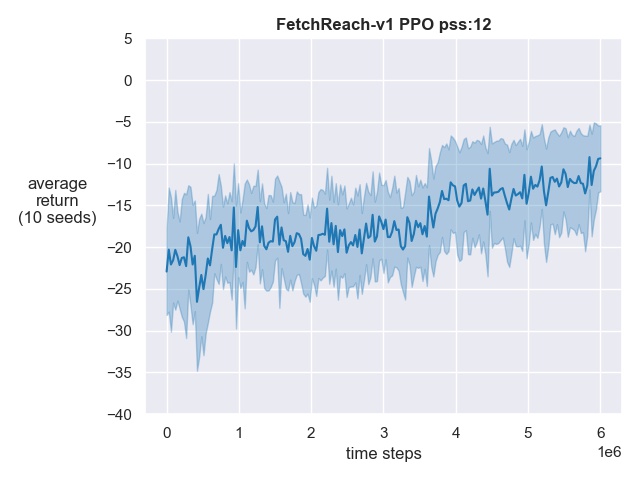 FetchReach-v1 PPO pss:12
5
0
−5
−10
−15
−20
−25
−30
−35
−40
average
return
(10 seeds)
0 1 2 3 4 5 6
1e6
time steps